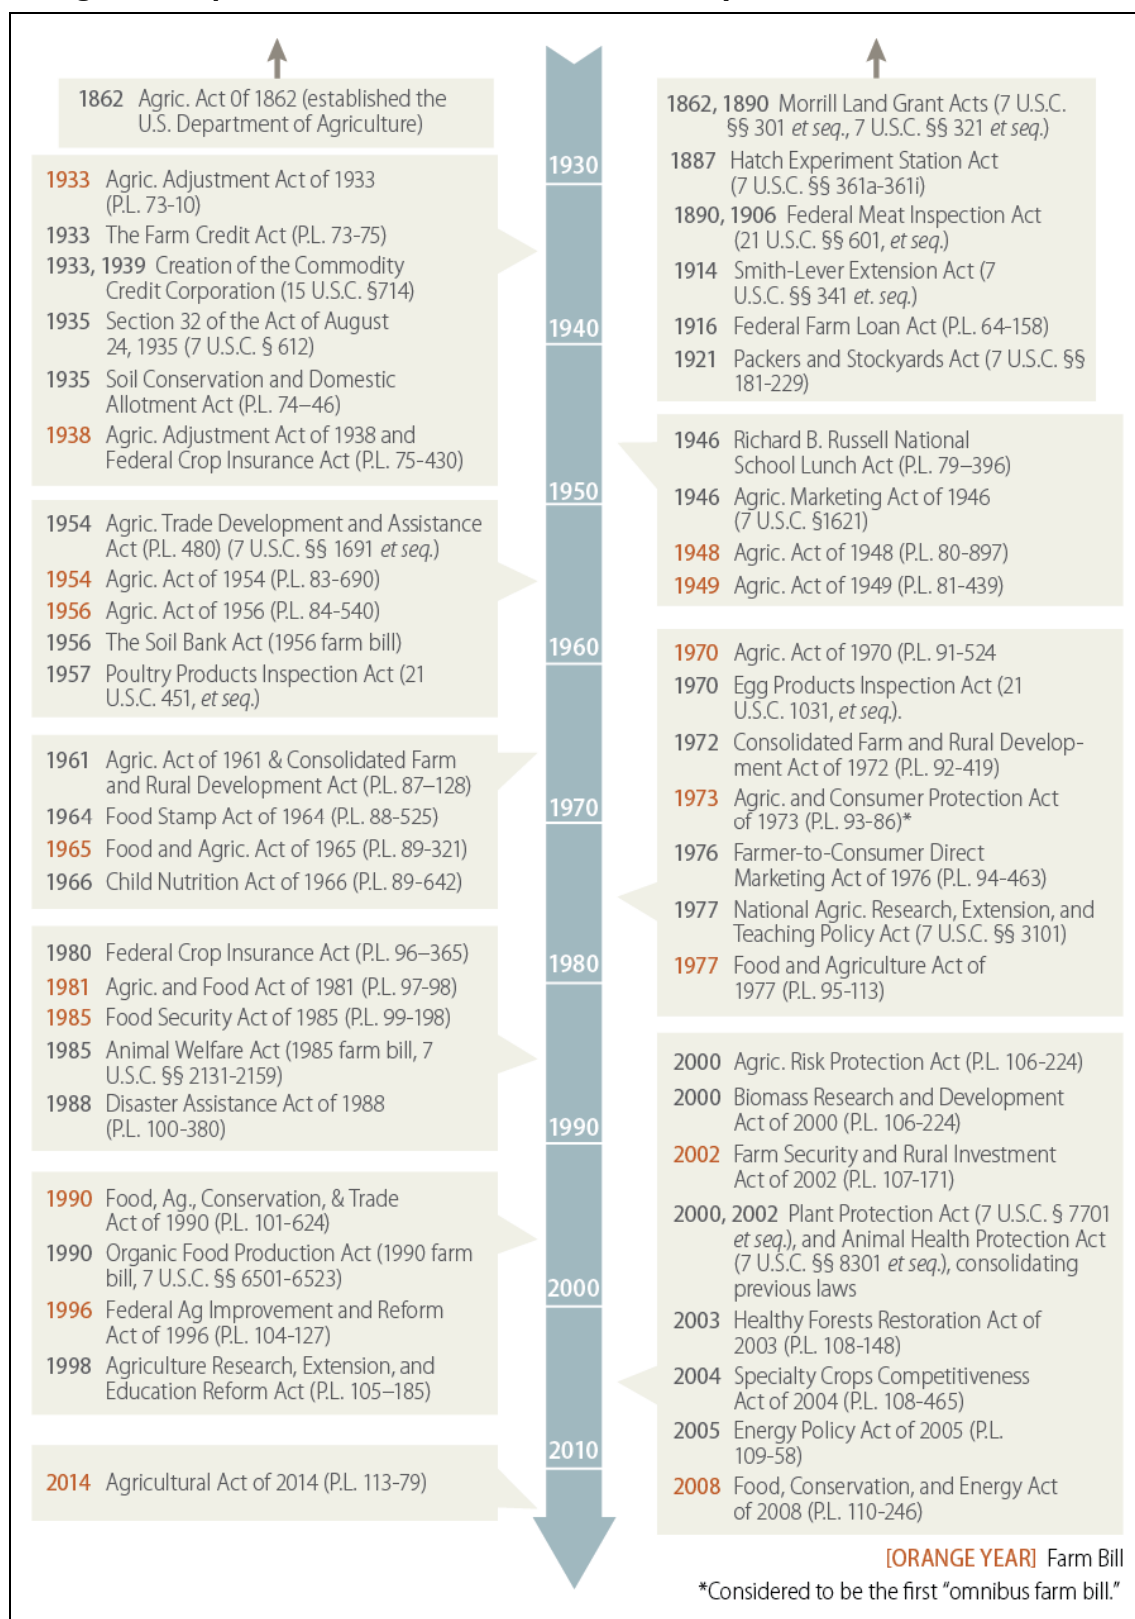 1862 Agric. Act 0f 1862 (established the
U.S. Department of Agriculture)
1933 Agric. Adjustment Act of 1933
(P.L. 73-10)
1933 The Farm Credit Act (P.L. 73-75)
1933, 1939 Creation of the Commodity
Credit Corporation (15 U.S.C. §714)
1935 Section 32 of the Act of August
24, 1935 (7 U.S.C. § 612)
1935 Soil Conservation and Domestic
Allotment Act (P.L. 74–46)
1938 Agric. Adjustment Act of 1938 and
Federal Crop Insurance Act (P.L. 75-430)
1954 Agric. Trade Development and Assistance
Act (P.L. 480) (7 U.S.C. §§ 1691 et seq.)
1954 Agric. Act of 1954 (P.L. 83-690)
1956 Agric. Act of 1956 (P.L. 84-540)
1956 The Soil Bank Act (1956 farm bill)
1957 Poultry Products Inspection Act (21
U.S.C. 451, et seq.)
1961 Agric. Act of 1961 & Consolidated Farm
and Rural Development Act (P.L. 87–128)
1964 Food Stamp Act of 1964 (P.L. 88-525)
1965 Food and Agric. Act of 1965 (P.L. 89-321)
1966 Child Nutrition Act of 1966 (P.L. 89-642)
1980 Federal Crop Insurance Act (P.L. 96–365)
1981 Agric. and Food Act of 1981 (P.L. 97-98)
1985 Food Security Act of 1985 (P.L. 99-198)
1985 Animal Welfare Act (1985 farm bill, 7
U.S.C. §§ 2131-2159)
1988 Disaster Assistance Act of 1988
(P.L. 100-380)
1990 Food, Ag., Conservation, & Trade
Act of 1990 (P.L. 101-624)
1990 Organic Food Production Act (1990 farm
bill, 7 U.S.C. §§ 6501-6523)
1996 Federal Ag Improvement and Reform
Act of 1996 (P.L. 104-127)
1998 Agriculture Research, Extension, and
Education Reform Act (P.L. 105–185)
2014 Agricultural Act of 2014 (P.L. 113-79)
1930
1940
1950
1960
1970
1980
1990
2000
2010
1862, 1890 Morrill Land Grant Acts (7 U.S.C.
§§ 301 et seq., 7 U.S.C. §§ 321 et seq.)
1887 Hatch Experiment Station Act
(7 U.S.C. §§ 361a-361i)
1890, 1906 Federal Meat Inspection Act
(21 U.S.C. §§ 601, et seq.)
1914 Smith-Lever Extension Act (7
U.S.C. §§ 341 et. seq.)
1916 Federal Farm Loan Act (P.L. 64-158)
1921 Packers and Stockyards Act (7 U.S.C. §§
181-229)
1946 Richard B. Russell National
School Lunch Act (P.L. 79–396)
1946 Agric. Marketing Act of 1946
(7 U.S.C. §1621)
1948 Agric. Act of 1948 (P.L. 80-897)
1949 Agric. Act of 1949 (P.L. 81-439)
1970 Agric. Act of 1970 (P.L. 91-524
1970 Egg Products Inspection Act (21
U.S.C. 1031, et seq.).
1972 Consolidated Farm and Rural Develop-
ment Act of 1972 (P.L. 92-419)
1973 Agric. and Consumer Protection Act
of 1973 (P.L. 93-86)*
1976 Farmer-to-Consumer Direct
Marketing Act of 1976 (P.L. 94-463)
1977 National Agric. Research, Extension, and
Teaching Policy Act (7 U.S.C. §§ 3101)
1977 Food and Agriculture Act of
1977 (P.L. 95-113)
2000 Agric. Risk Protection Act (P.L. 106-224)
2000 Biomass Research and Development
Act of 2000 (P.L. 106-224)
2002 Farm Security and Rural Investment
Act of 2002 (P.L. 107-171)
2000, 2002 Plant Protection Act (7 U.S.C. § 7701
et seq.), and Animal Health Protection Act
(7 U.S.C. §§ 8301 et seq.), consolidating
previous laws
2003 Healthy Forests Restoration Act of
2003 (P.L. 108-148)
2004 Specialty Crops Competitiveness
Act of 2004 (P.L. 108-465)
2005 Energy Policy Act of 2005 (P.L.
109-58)
2008 Food, Conservation, and Energy Act
of 2008 (P.L. 110-246)
[ORANGE YEAR] Farm Bill
*Considered to be the first “omnibus farm bill.”